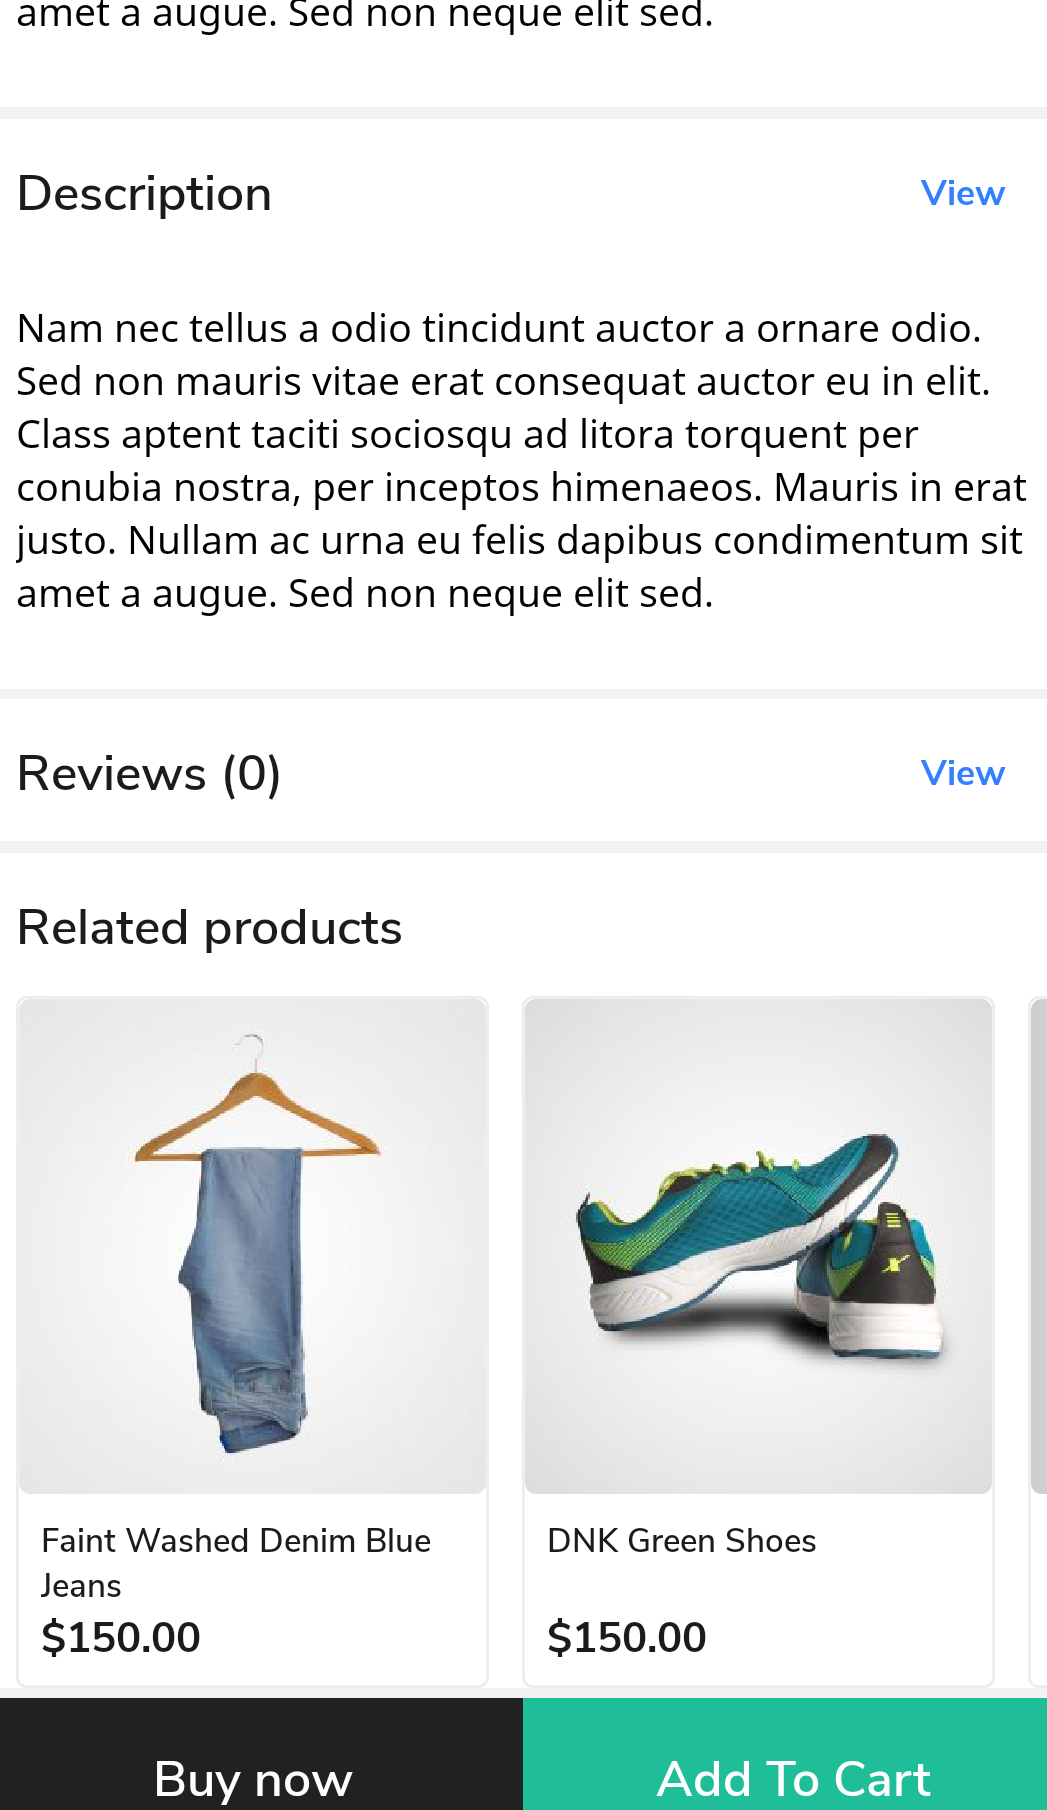 amet a augue. Sed non neque elit sed.
Description
View
Nam nec tellus a odio tincidunt auctor a ornare odio.
Sed non mauris vitae erat consequat auctor eu in elit.
Class aptent taciti sociosqu ad litora torquent per
conubia nostra, per inceptos himenaeos. Mauris in erat
justo. Nullam ac urna eu felis dapibus condimentum sit
amet a augue. Sed non neque elit sed.
Reviews (0)
View
Related products
Faint Washed Denim Blue
Jeans
$150.00
DNK Green Shoes
$150.00
Buy now
Add To Cart